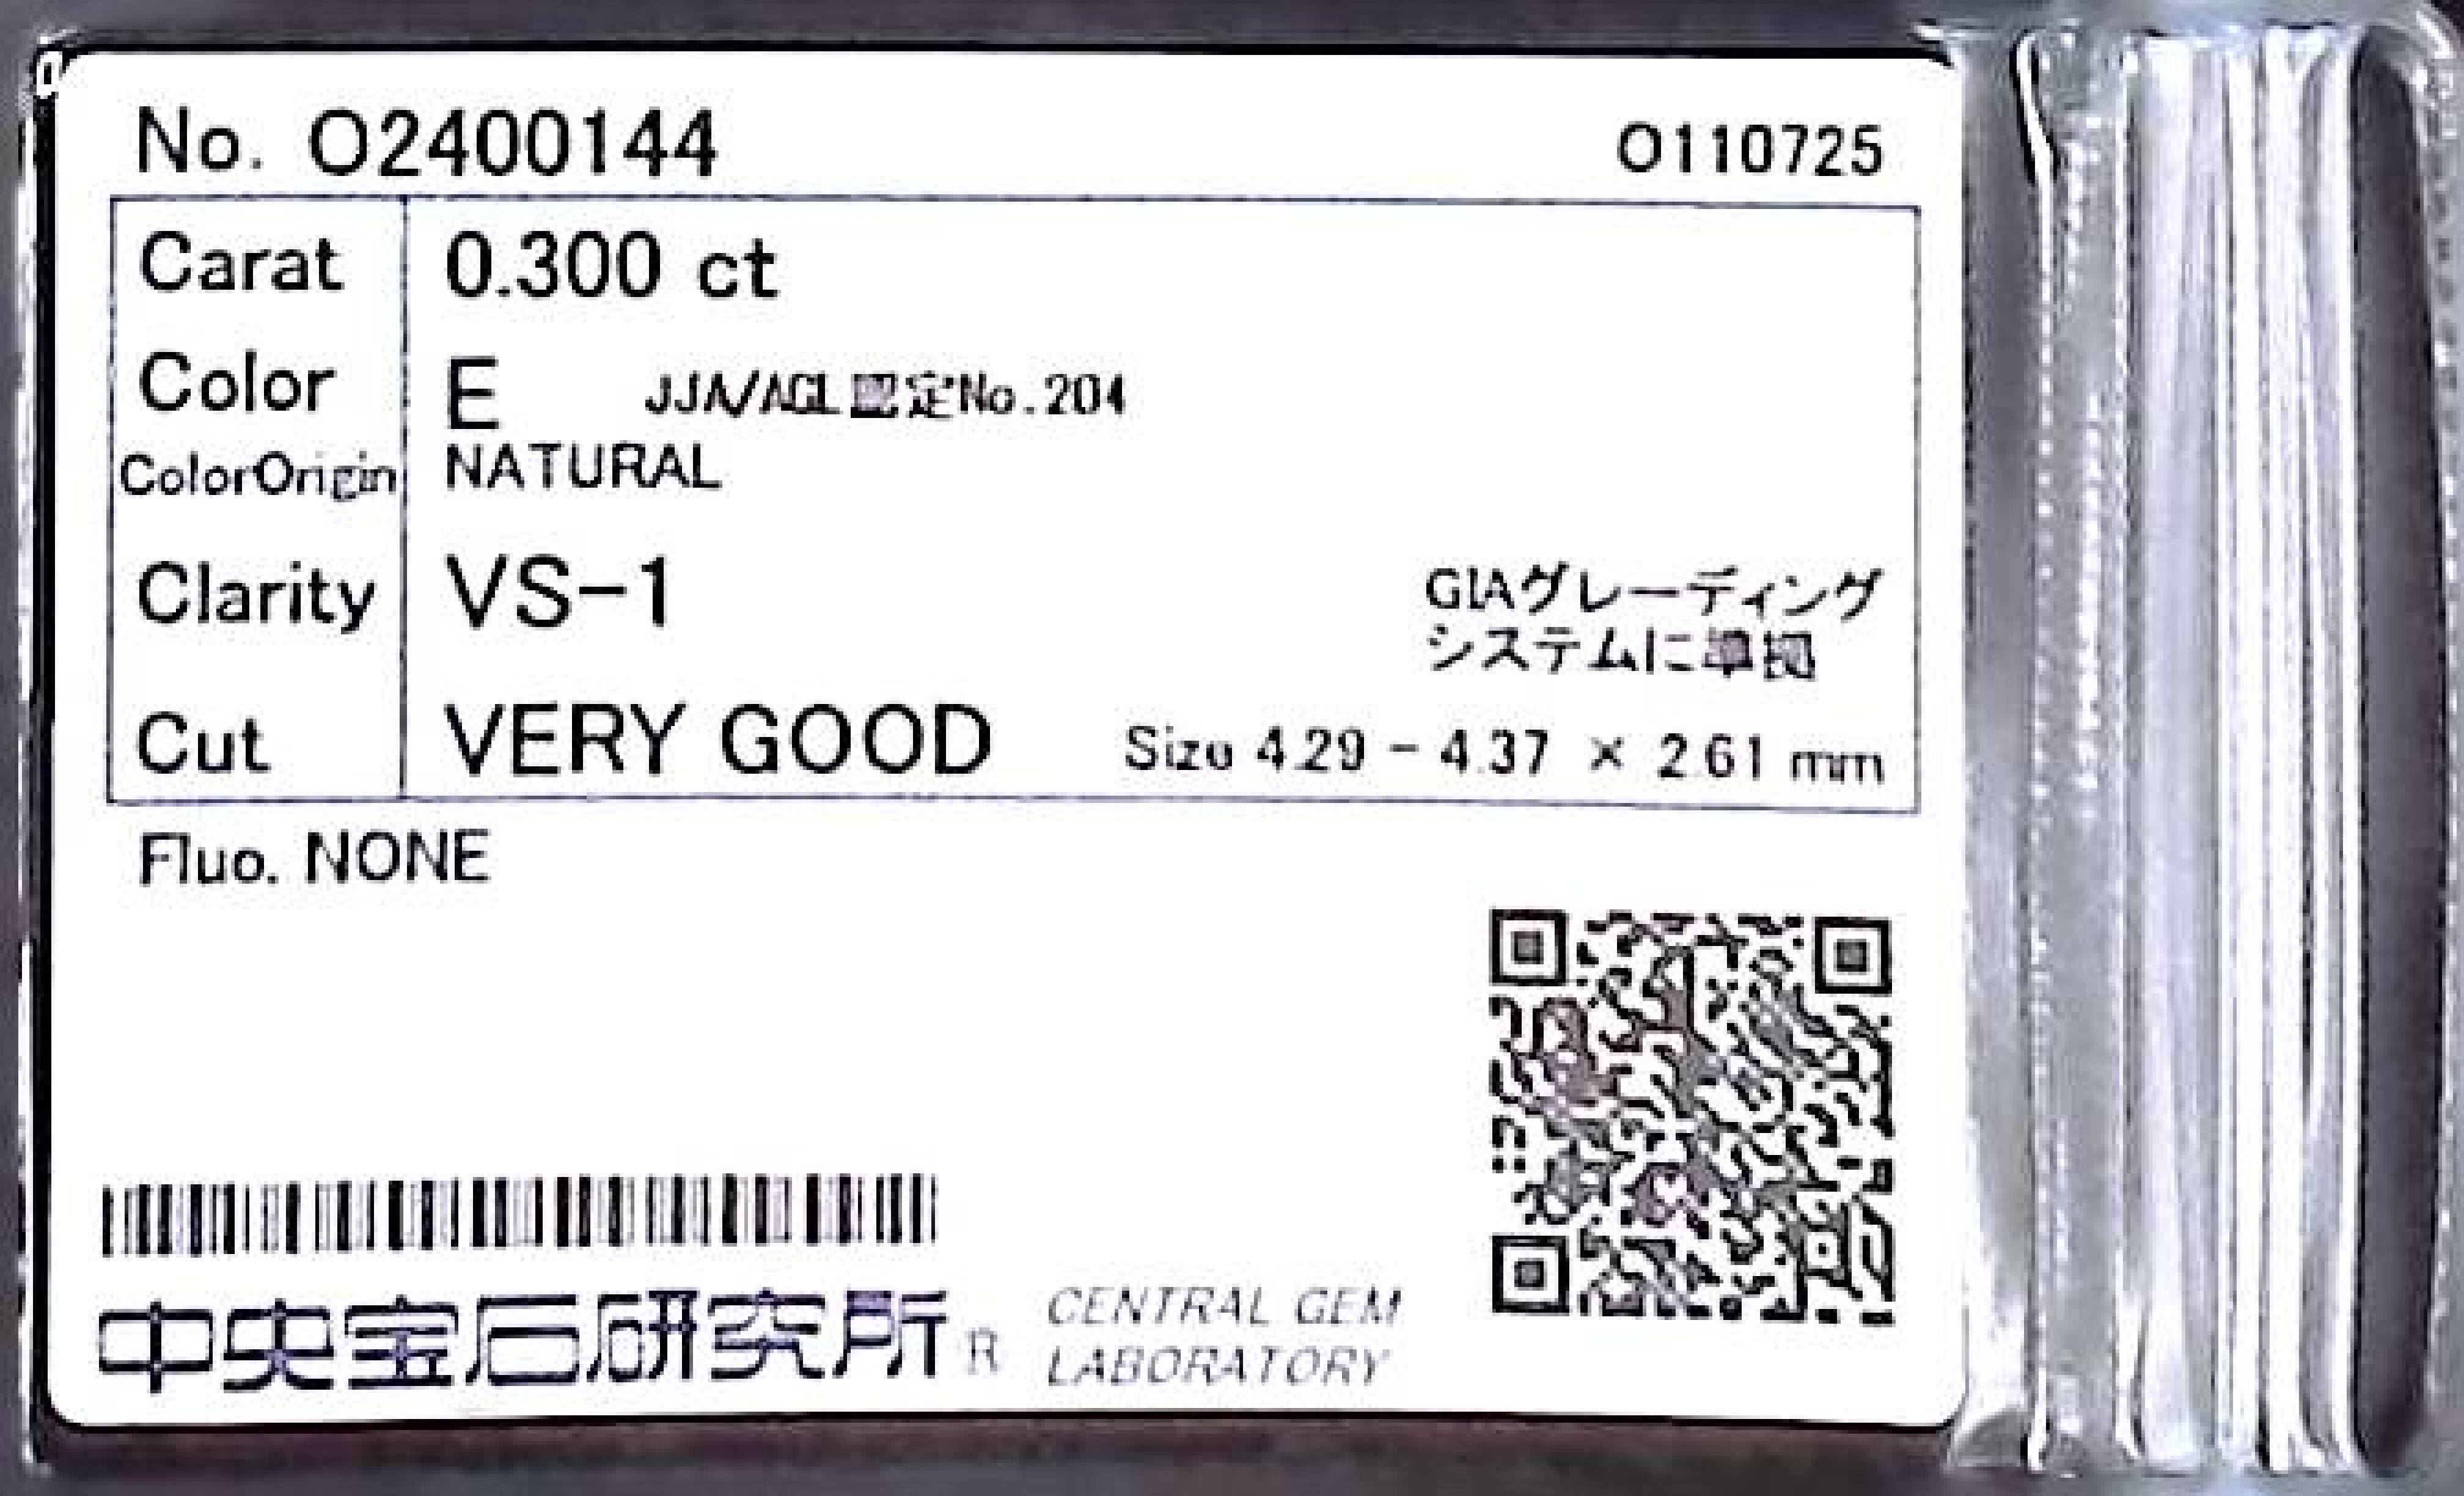 No. O2400144 O110725
Carat 0.300 ct
Color E JJA/AGL認定No.204
ColorOrigin NATURAL
Clarity VS-1
GIAグレーディング
システムに準拠
Cut VERY GOOD Size 4.29 - 4.37 × 2.61 mm
Fluo. NONE
中央宝石研究所 R CENTRAL GEM
LABORATORY